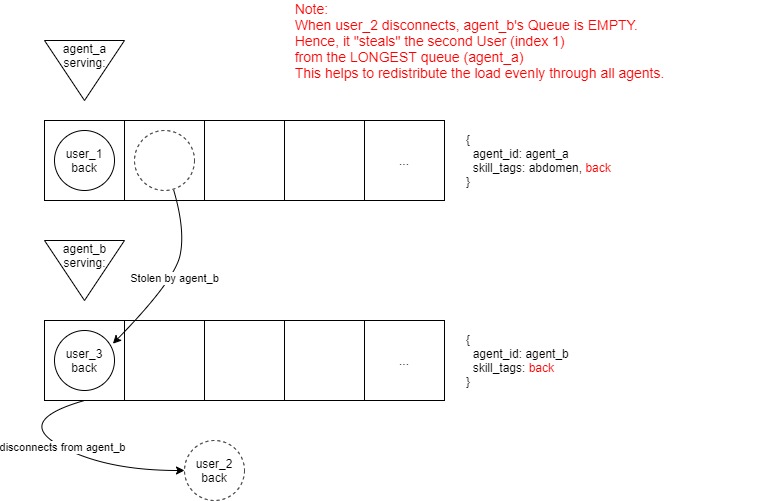 Note:
When user_2 disconnects, agent_b's Queue is EMPTY.
Hence, it "steals" the second User (index 1)
from the LONGEST queue (agent_a)
This helps to redistribute the load evenly through all agents.
agent_a
serving:
user_1
back
...
{
agent_id: agent_a
skill_tags: abdomen, back
}
agent_b
serving:
Stolen by agent_b
user_3
back
...
{
agent_id: agent_b
skill_tags: back
}
disconnects from agent_b
user_2
back